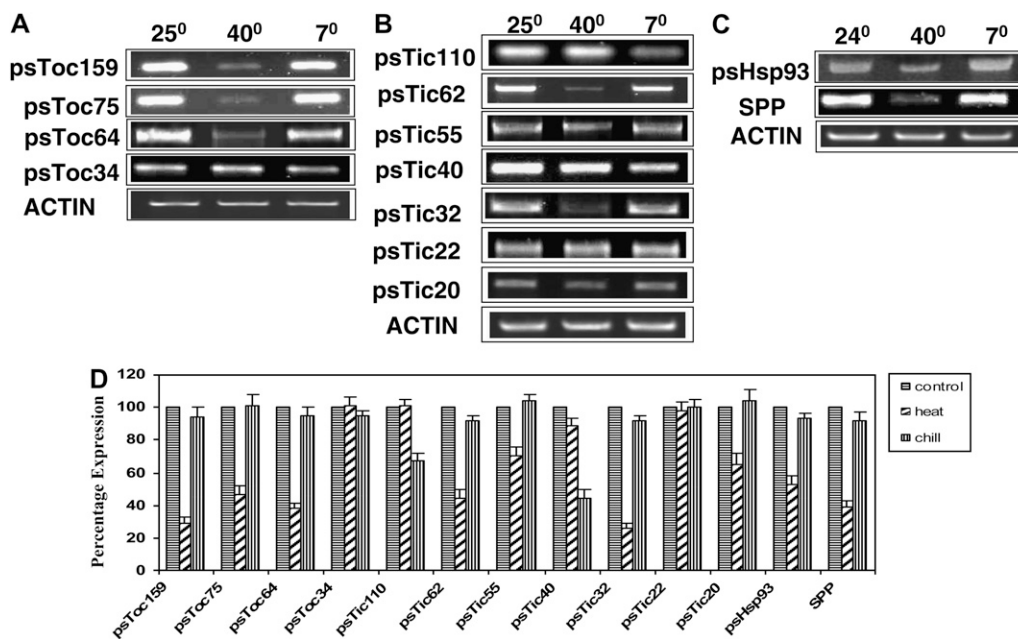 A
25⁰ 40⁰ 7⁰
psToc159
psToc75
psToc64
psToc34
ACTIN
B
25⁰ 40⁰ 7⁰
psTic110
psTic62
psTic55
psTic40
psTic32
psTic22
psTic20
ACTIN
C
24⁰ 40⁰ 7⁰
psHsp93
SPP
ACTIN
D
Percentage Expression
120
100
80
60
40
20
0
psToc159 psToc75 psToc64 psToc34 psTic110 psTic62 psTic55 psTic40 psTic32 psTic22 psTic20 psHsp93 SPP
control
heat
chill